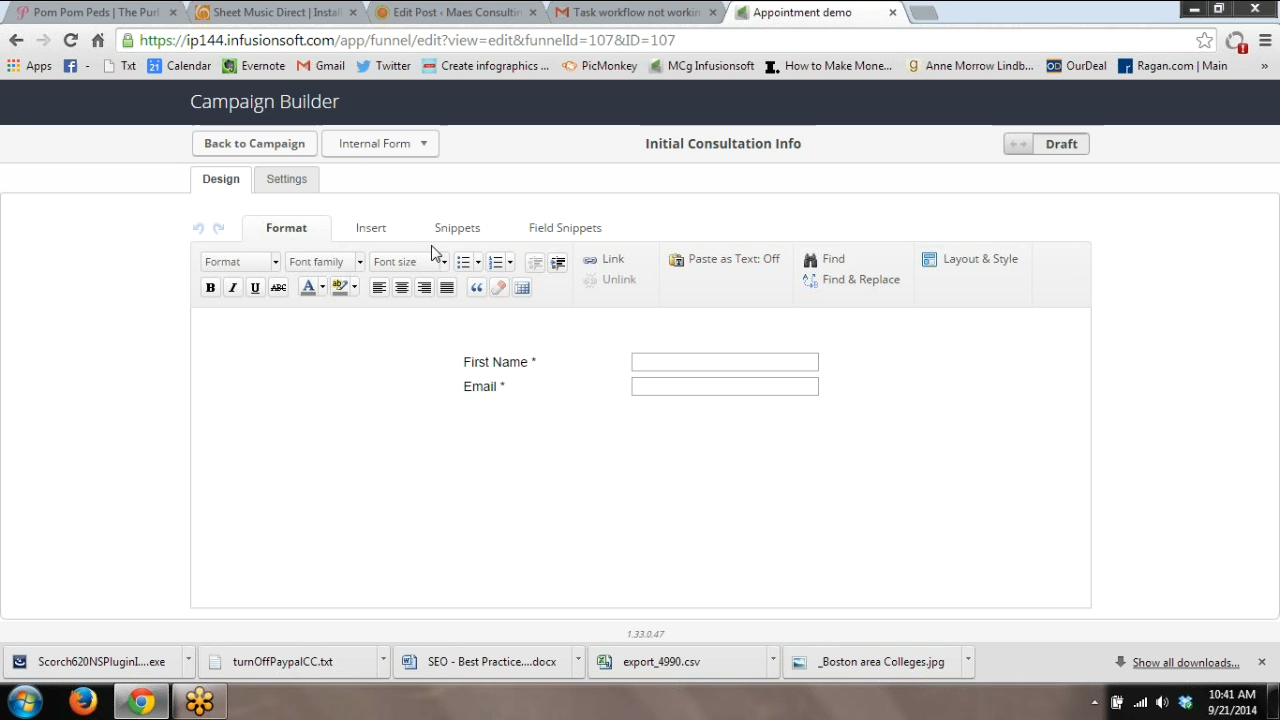 Pom Pom Peds | The Purl
Sheet Music Direct | Install
Edit Post ‹ Maes Consultin
Task workflow not workin
Appointment demo
https://ip144.infusionsoft.com/app/funnel/edit?view=edit&funnelId=107&ID=107
Apps - Txt Calendar Evernote Gmail Twitter Create infographics ... PicMonkey MCg Infusionsoft How to Make Mone... Anne Morrow Lindb... OurDeal Ragan.com | Main »
Campaign Builder
Back to Campaign Internal Form Initial Consultation Info Draft
Design Settings
Format Insert Snippets Field Snippets
Format Font family Font size Link Paste as Text: Off Find Layout & Style
B I U ABC A ab Unlink Find & Replace
First Name *
Email *
1.33.0.47
Scorch620NSPluginI....exe turnOffPaypalCC.txt SEO - Best Practice....docx export_4990.csv _Boston area Colleges.jpg Show all downloads...
10:41 AM
9/21/2014